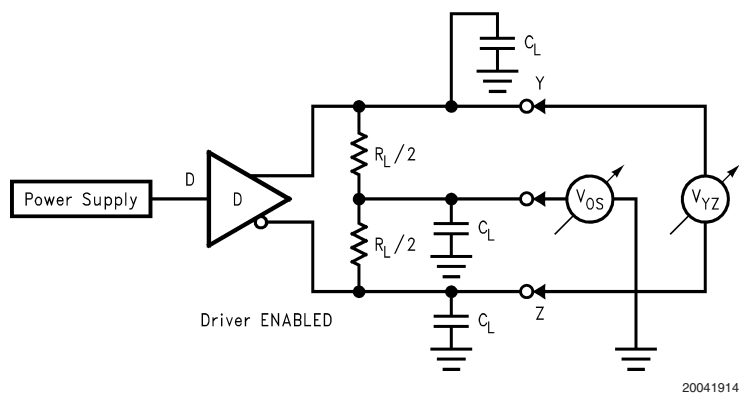 C_L
Y
D
R_L/2
Power Supply
D
V_OS
V_YZ
C_L
R_L/2
Driver ENABLED
C_L
Z
20041914